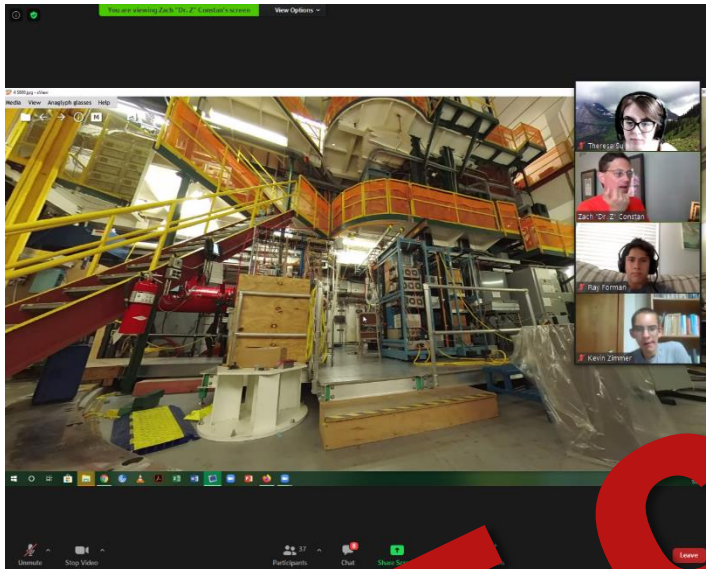 You are viewing Zach "Dr. Z" Constan's screen View Options
Media View Anaglyph glasses Help
M
Theresa
Zach "Dr. Z" Constan
Ray Forman
Kevin Zimmer
37
8
Unmute Stop Video Participants Chat Share Leave